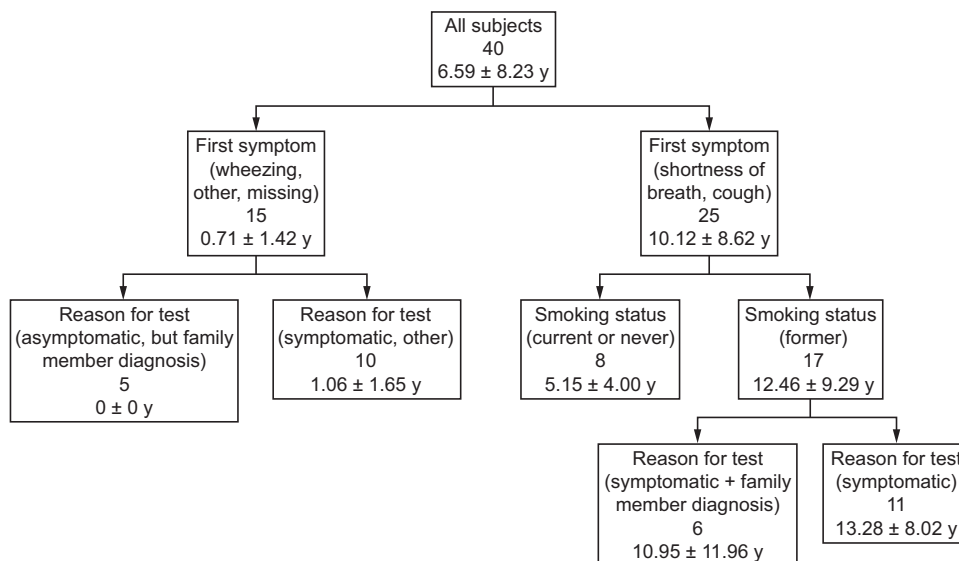 All subjects
40
6.59 ± 8.23 y
First symptom
(wheezing,
other, missing)
15
0.71 ± 1.42 y
First symptom
(shortness of
breath, cough)
25
10.12 ± 8.62 y
Reason for test
(asymptomatic, but family
member diagnosis)
5
0 ± 0 y
Reason for test
(symptomatic, other)
10
1.06 ± 1.65 y
Smoking status
(current or never)
8
5.15 ± 4.00 y
Smoking status
(former)
17
12.46 ± 9.29 y
Reason for test
(symptomatic + family
member diagnosis)
6
10.95 ± 11.96 y
Reason for test
(symptomatic)
11
13.28 ± 8.02 y